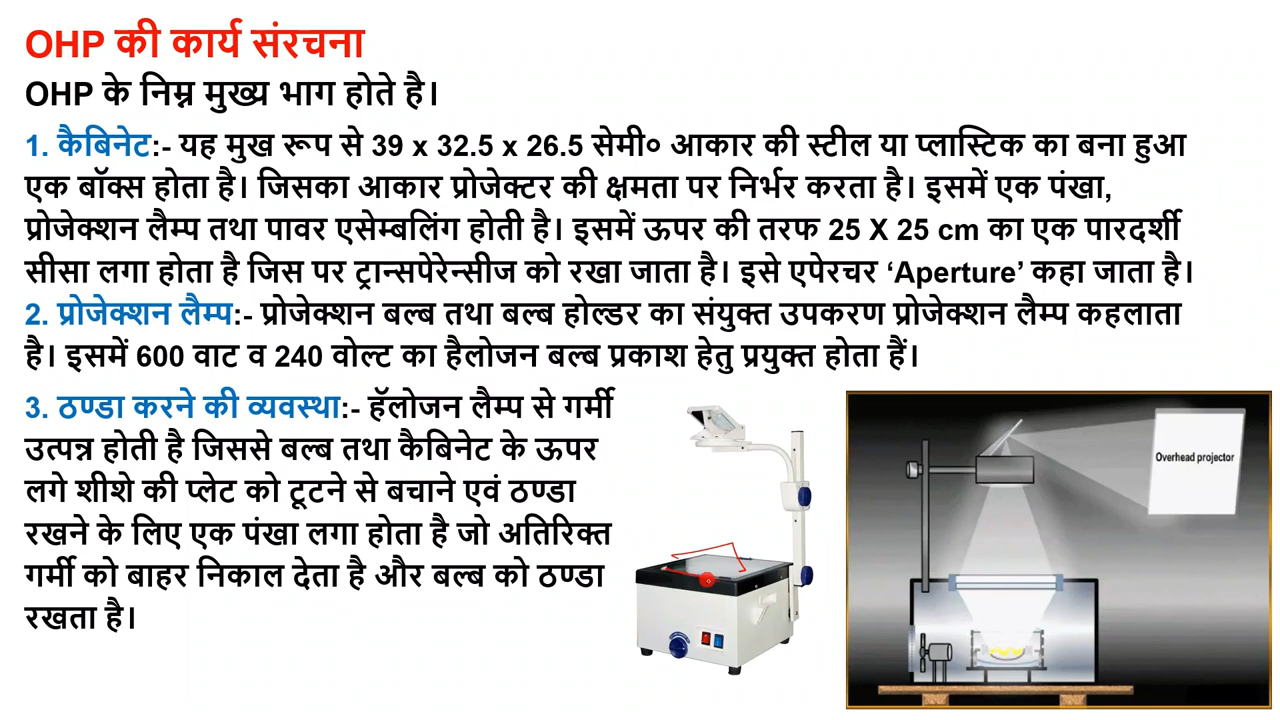 OHP की कार्य संरचना
OHP के निम्न मुख्य भाग होते है।
1. कैबिनेट:- यह मुख रूप से 39 x 32.5 x 26.5 सेमी० आकार की स्टील या प्लास्टिक का बना हुआ
एक बॉक्स होता है। जिसका आकार प्रोजेक्टर की क्षमता पर निर्भर करता है। इसमें एक पंखा,
प्रोजेक्शन लैम्प तथा पावर एसेम्बलिंग होती है। इसमें ऊपर की तरफ 25 X 25 cm का एक पारदर्शी
सीसा लगा होता है जिस पर ट्रान्सपेरेन्सीज को रखा जाता है। इसे एपेरचर ‘Aperture’ कहा जाता है।
2. प्रोजेक्शन लैम्प:- प्रोजेक्शन बल्ब तथा बल्ब होल्डर का संयुक्त उपकरण प्रोजेक्शन लैम्प कहलाता
है। इसमें 600 वाट व 240 वोल्ट का हैलोजन बल्ब प्रकाश हेतु प्रयुक्त होता हैं।
3. ठण्डा करने की व्यवस्था:- हॅलोजन लैम्प से गर्मी
उत्पन्न होती है जिससे बल्ब तथा कैबिनेट के ऊपर
लगे शीशे की प्लेट को टूटने से बचाने एवं ठण्डा
रखने के लिए एक पंखा लगा होता है जो अतिरिक्त
गर्मी को बाहर निकाल देता है और बल्ब को ठण्डा
रखता है।
Overhead projector